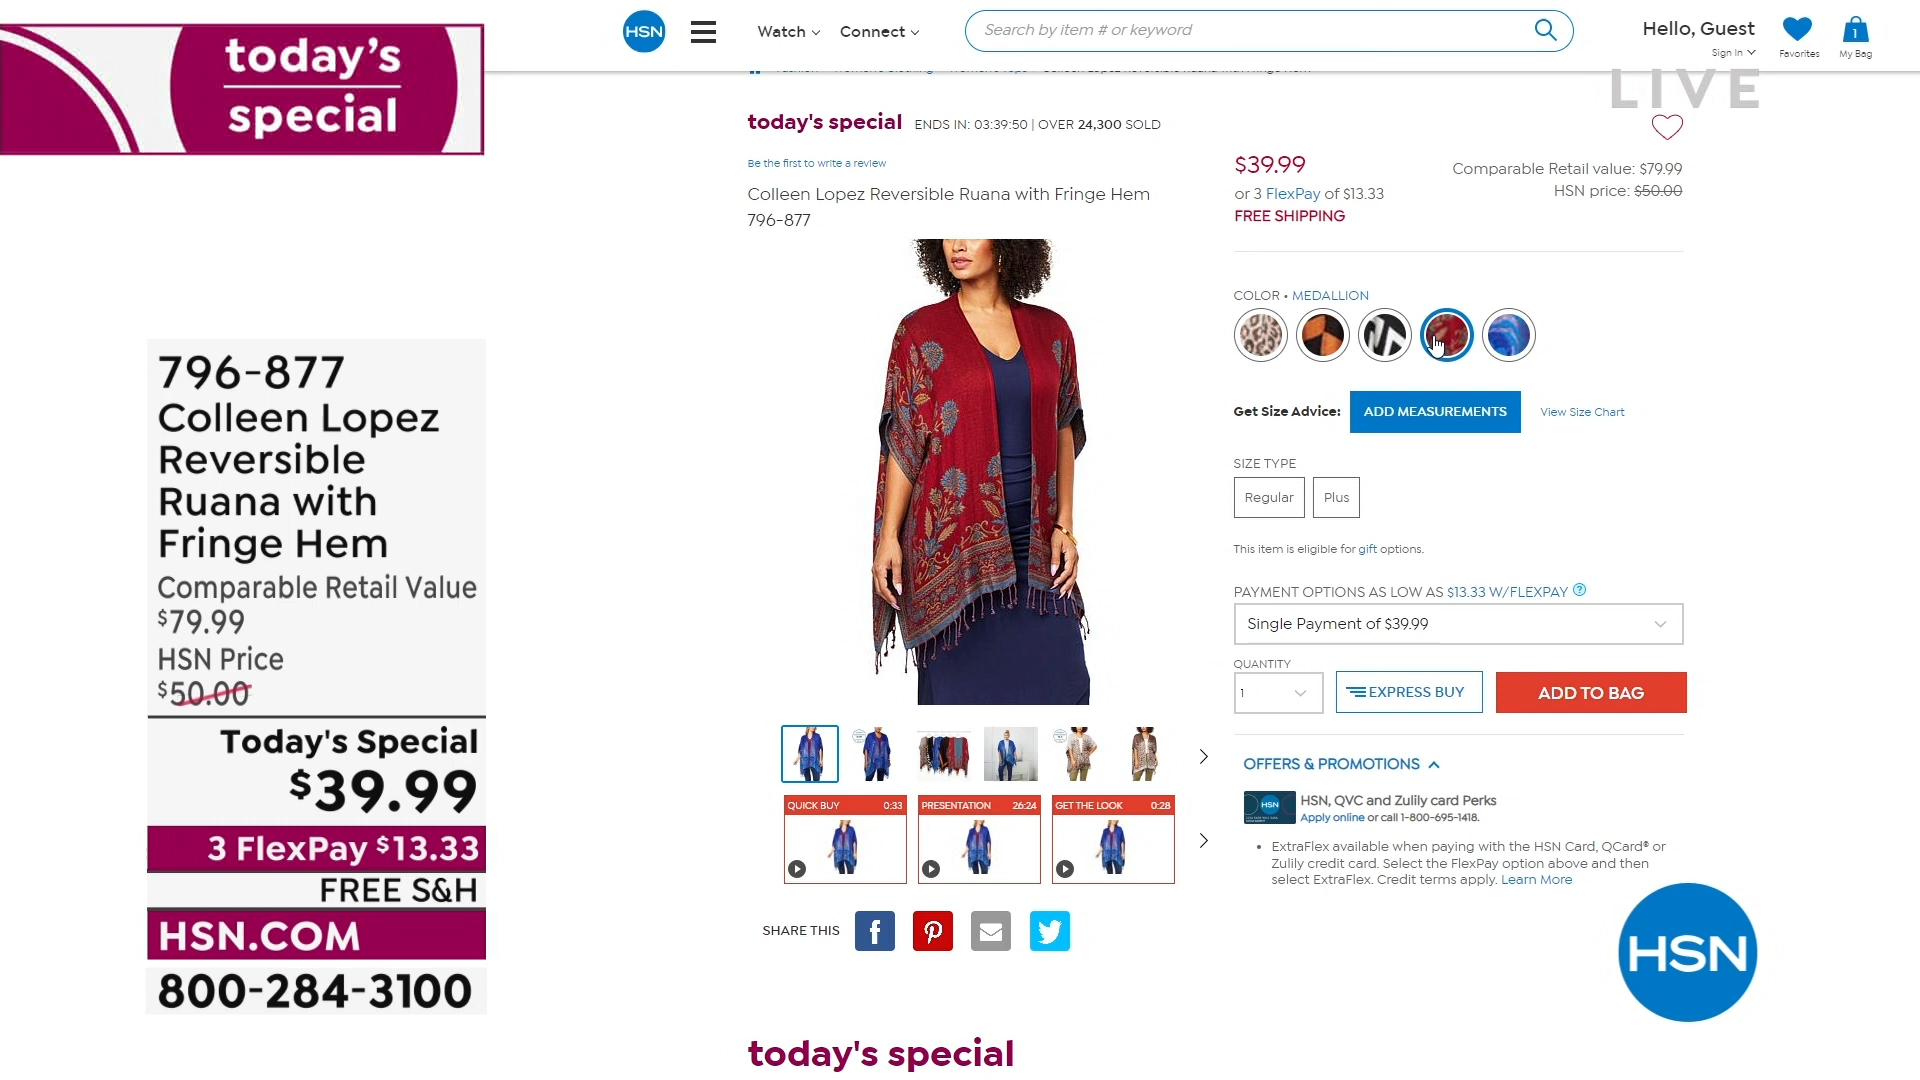 today's
special
HSN
Watch
Connect
Search by item # or keyword
Hello, Guest
Sign In
Favorites
1
My Bag
LIVE
today's special ENDS IN: 03:39:50 | OVER 24,300 SOLD
Be the first to write a review
Colleen Lopez Reversible Ruana with Fringe Hem
796-877
$39.99
Comparable Retail value: $79.99
or 3 FlexPay of $13.33
HSN price: $50.00
FREE SHIPPING
COLOR • MEDALLION
Get Size Advice: ADD MEASUREMENTS View Size Chart
SIZE TYPE
Regular Plus
This item is eligible for gift options.
PAYMENT OPTIONS AS LOW AS $13.33 W/FLEXPAY ?
Single Payment of $39.99
QUANTITY
1
EXPRESS BUY
ADD TO BAG
OFFERS & PROMOTIONS
HSN
HSN, QVC and Zulily card Perks
Apply online or call 1-800-695-1418.
• ExtraFlex available when paying with the HSN Card, QCard® or
Zulily credit card. Select the FlexPay option above and then
select ExtraFlex. Credit terms apply. Learn More
QUICK BUY 0:33
PRESENTATION 26:24
GET THE LOOK 0:28
SHARE THIS
796-877
Colleen Lopez
Reversible
Ruana with
Fringe Hem
Comparable Retail Value
$79.99
HSN Price
$50.00
Today's Special
$39.99
3 FlexPay $13.33
FREE S&H
HSN.COM
800-284-3100
HSN
today's special